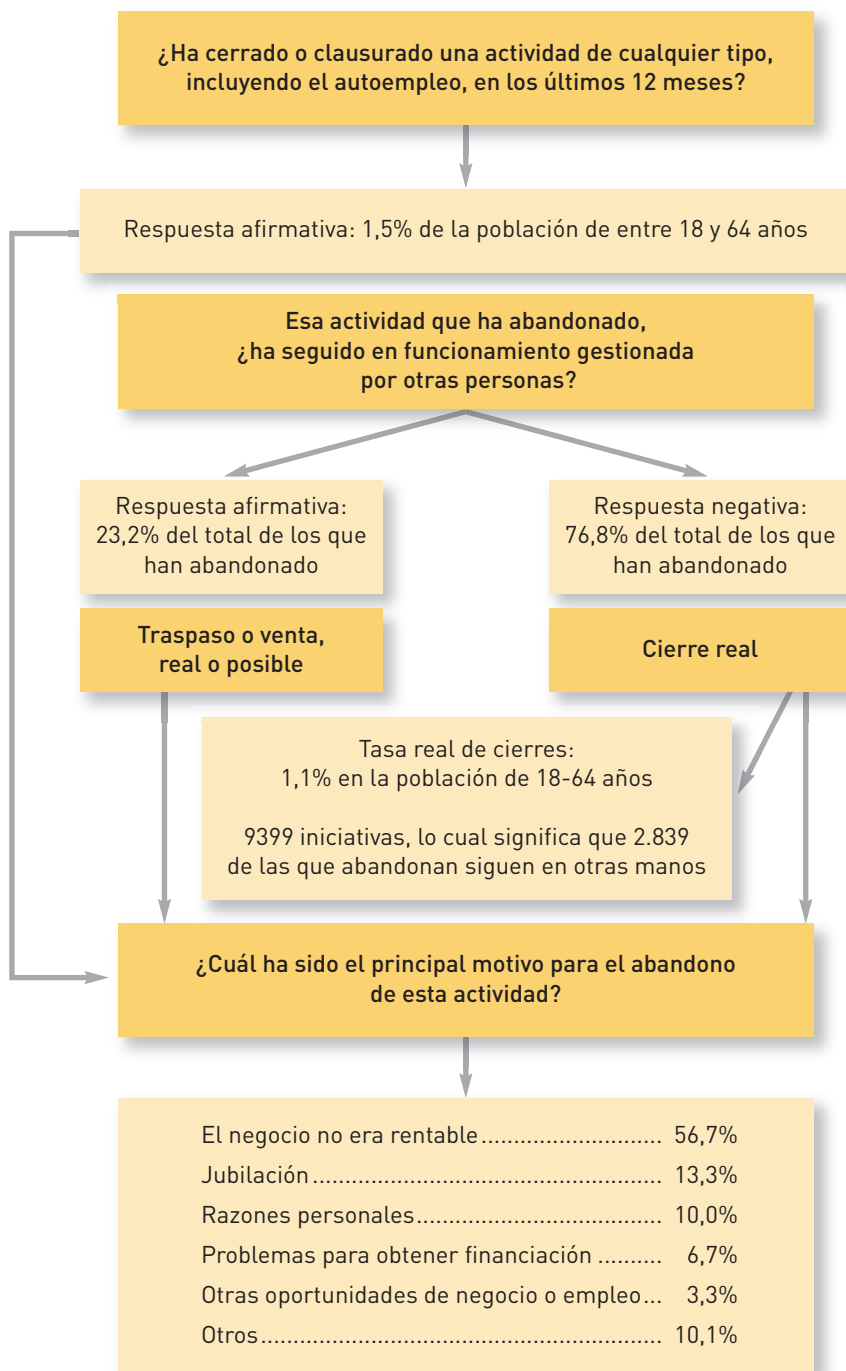 ¿Ha cerrado o clausurado una actividad de cualquier tipo,
incluyendo el autoempleo, en los últimos 12 meses?
Respuesta afirmativa: 1,5% de la población de entre 18 y 64 años
Esa actividad que ha abandonado,
¿ha seguido en funcionamiento gestionada
por otras personas?
Respuesta afirmativa:
23,2% del total de los que
han abandonado
Respuesta negativa:
76,8% del total de los que
han abandonado
Traspaso o venta,
real o posible
Cierre real
Tasa real de cierres:
1,1% en la población de 18-64 años
9399 iniciativas, lo cual significa que 2.839
de las que abandonan siguen en otras manos
¿Cuál ha sido el principal motivo para el abandono
de esta actividad?
El negocio no era rentable............................ 56,7%
Jubilación...................................................... 13,3%
Razones personales...................................... 10,0%
Problemas para obtener financiación .......... 6,7%
Otras oportunidades de negocio o empleo... 3,3%
Otros.............................................................. 10,1%